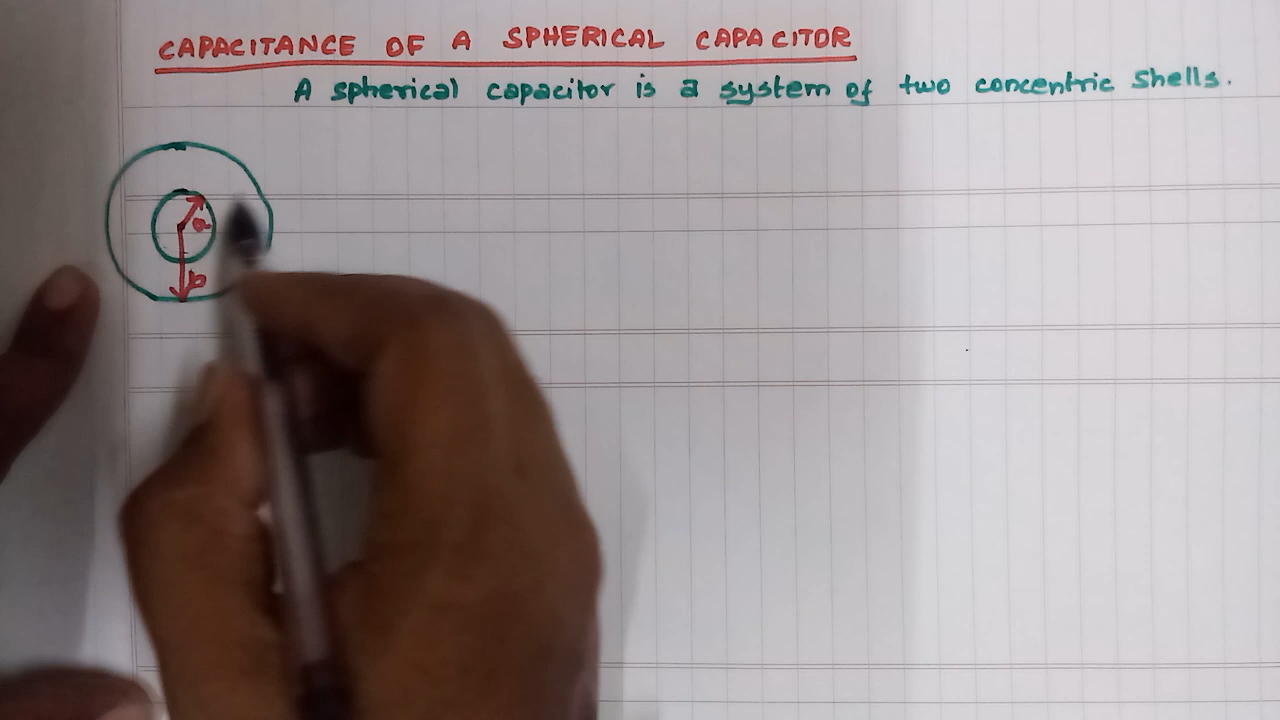 CAPACITANCE OF A SPHERICAL CAPACITOR
A spherical capacitor is a system of two concentric shells.
a
b